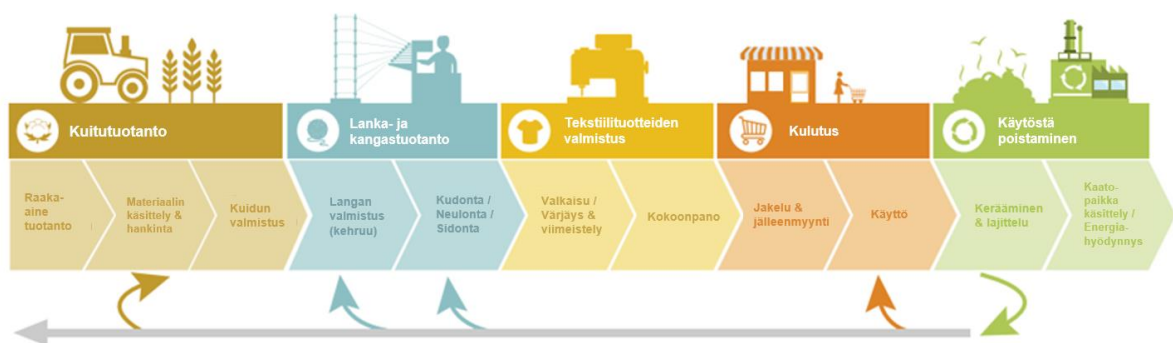 Kuitutuotanto
Lanka- ja
kangastuotanto
Tekstiilituotteiden
valmistus
Kulutus
Käytöstä
poistaminen
Raaka-
aine
tuotanto
Materiaalin
käsittely &
hankinta
Kuidun
valmistus
Langan
valmistus
(kehruu)
Kudonta /
Neulonta /
Sidonta
Valkaisu /
Värjäys &
viimeistely
Kokoonpano
Jakelu &
jälleenmyynti
Käyttö
Kerääminen
& lajittelu
Kaato-
paikka
käsittely /
Energia-
hyödynnys